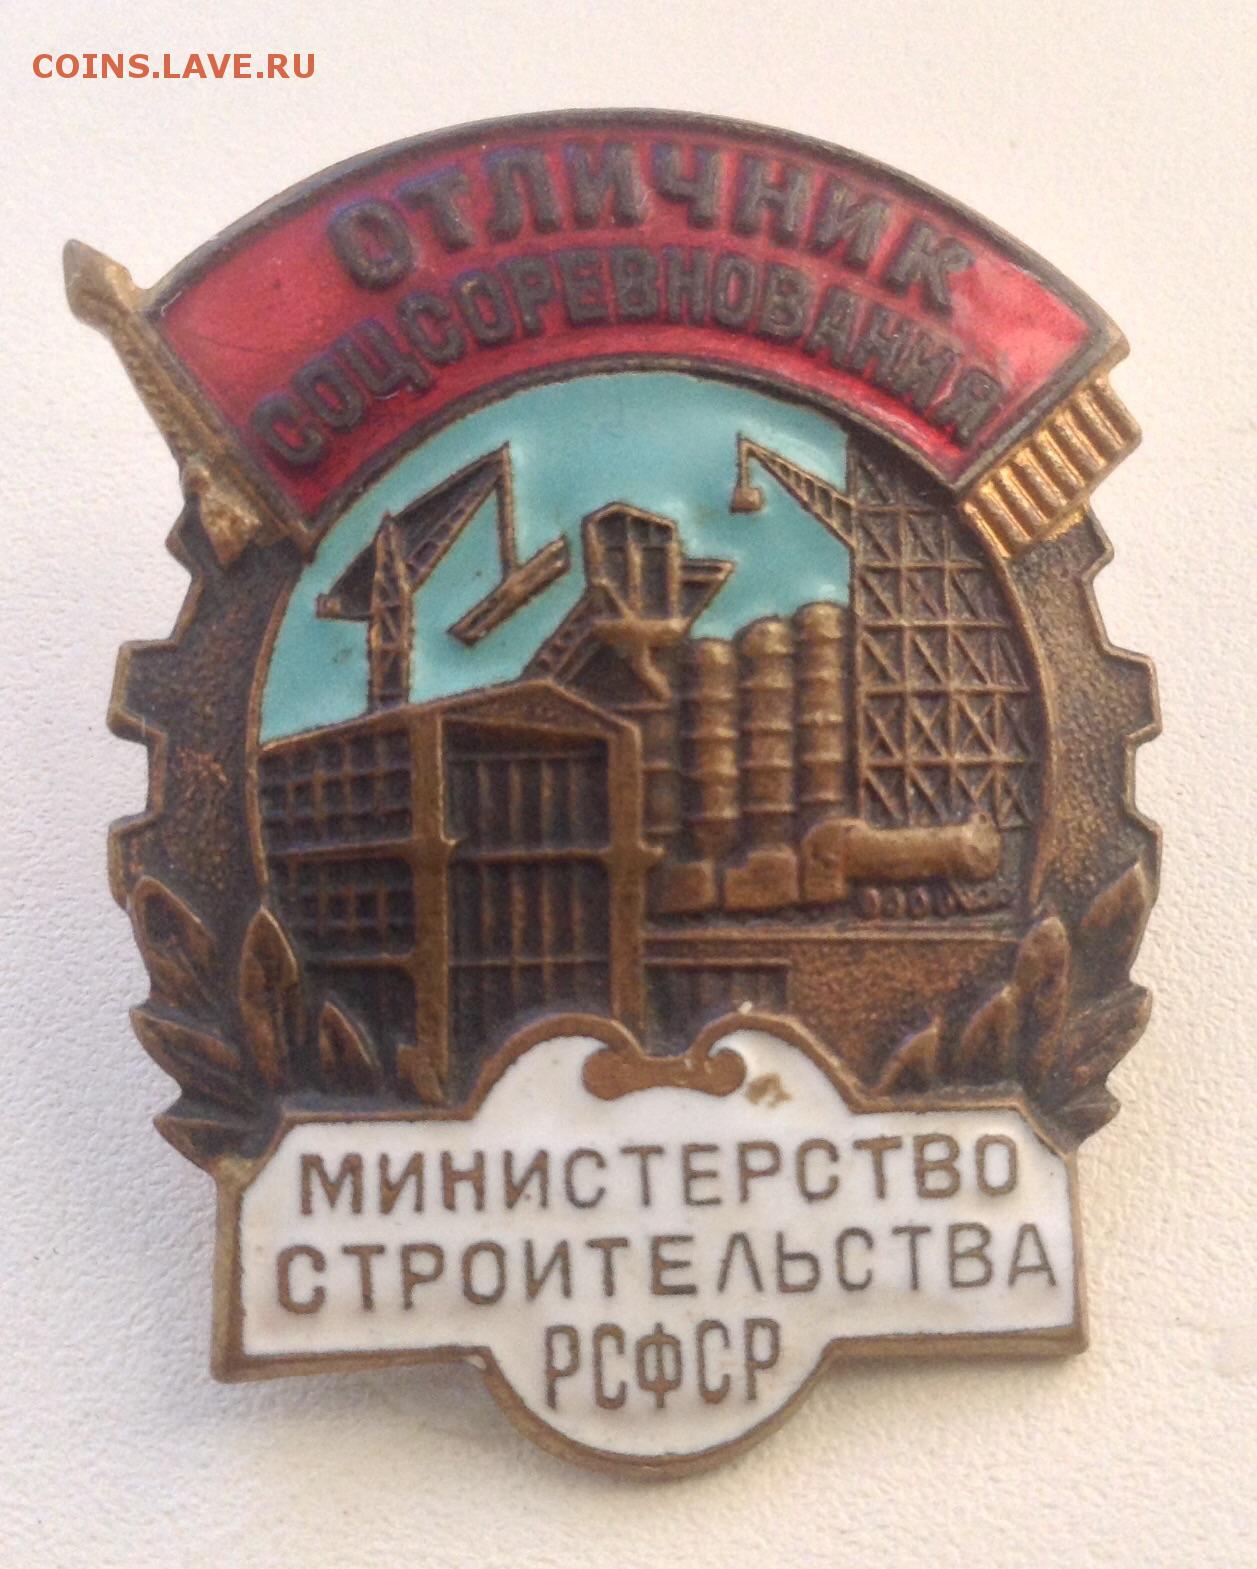 COINS.LAVE.RU
ОТЛИЧНИК
СОЦСОРЕВНОВАНИЯ
МИНИСТЕРСТВО
СТРОИТЕЛЬСТВА
РСФСР